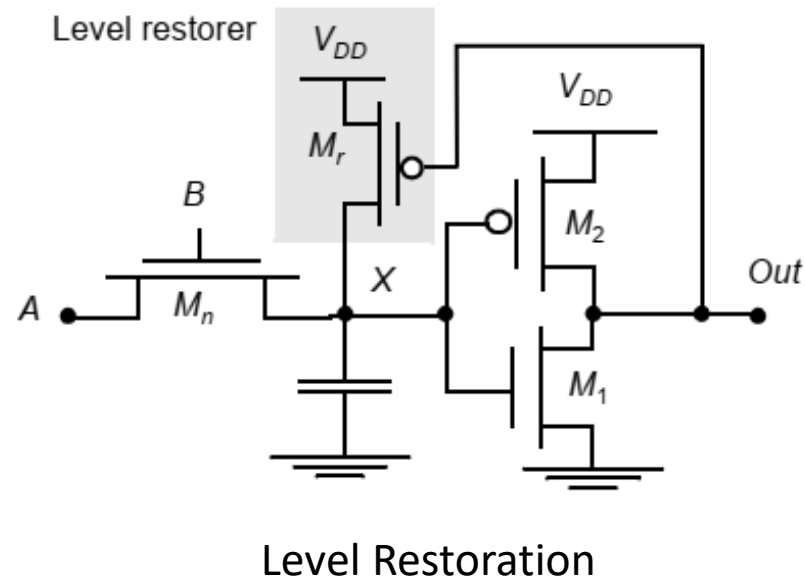 Level restorer
V_DD
V_DD
M_r
B
M_2
X
Out
A
M_n
M_1
Level Restoration